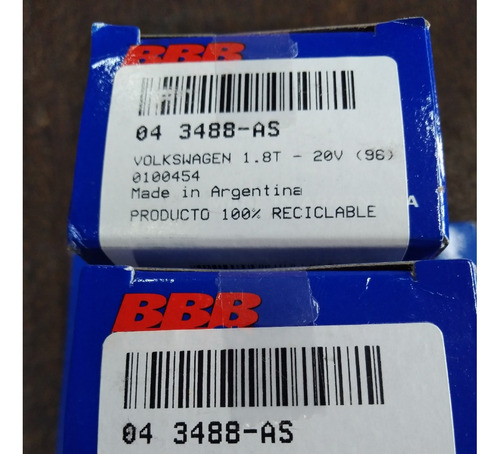 BBB
04 3488-AS
VOLKSWAGEN 1.8T - 20V (96)
0100454
Made in Argentina
PRODUCTO 100% RECICLABLE
A
BBB
04 3488-AS